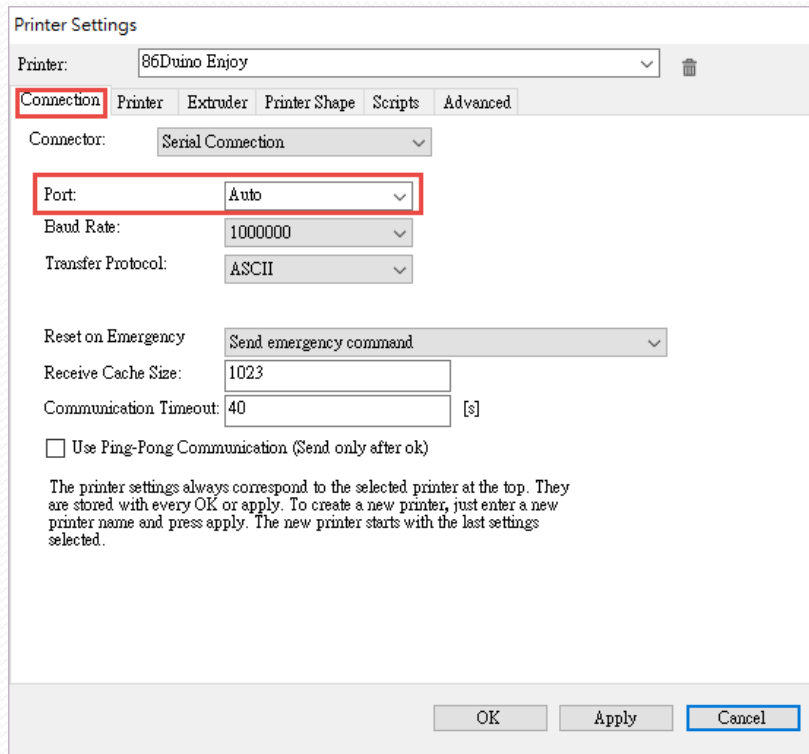 Printer Settings
Printer: 86Duino Enjoy
Connection Printer Extruder Printer Shape Scripts Advanced
Connector: Serial Connection
Port: Auto
Baud Rate: 1000000
Transfer Protocol: ASCII
Reset on Emergency Send emergency command
Receive Cache Size: 1023
Communication Timeout: 40 [s]
Use Ping-Pong Communication (Send only after ok)
The printer settings always correspond to the selected printer at the top. They
are stored with every OK or apply. To create a new printer, just enter a new
printer name and press apply. The new printer starts with the last settings
selected.
OK Apply Cancel